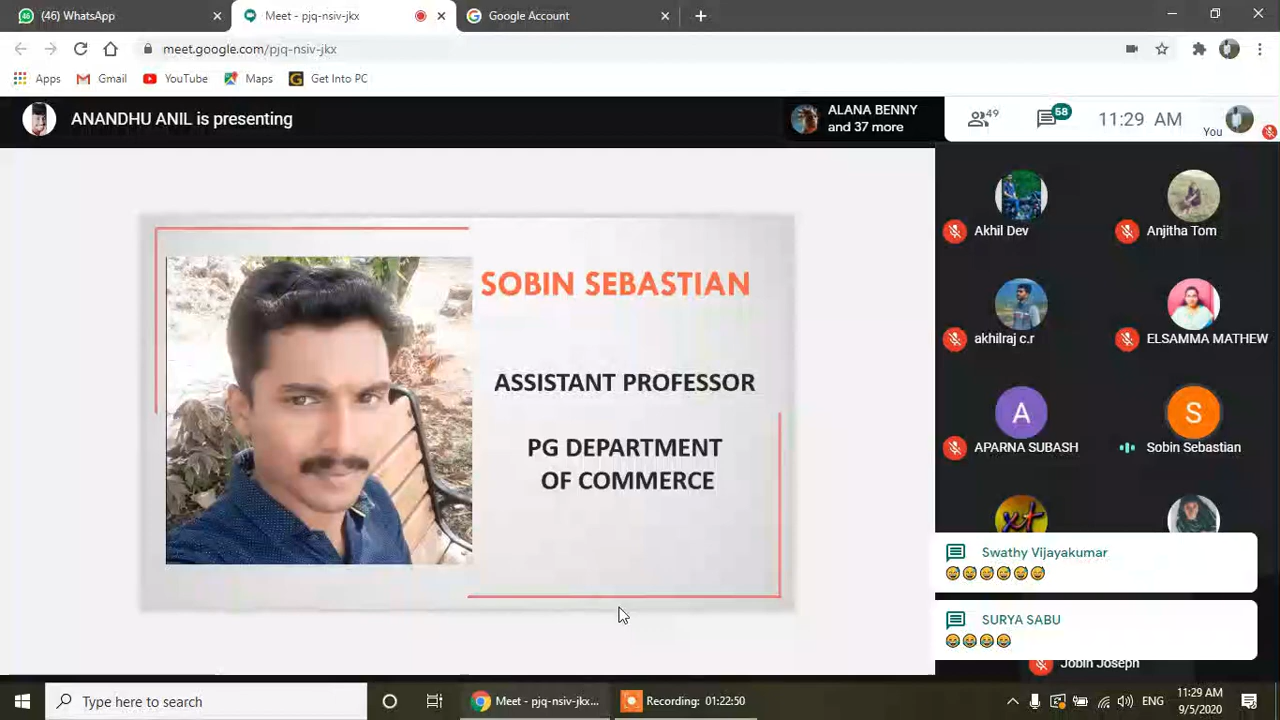 (46) WhatsApp
Meet - pjq-nsiv-jkx
Google Account
meet.google.com/pjq-nsiv-jkx
Apps
Gmail
YouTube
Maps
Get Into PC
ANANDHU ANIL is presenting
ALANA BENNY
and 37 more
49
58
11:29 AM
You
Akhil Dev
Anjitha Tom
SOBIN SEBASTIAN
akhilraj c.r
ELSAMMA MATHEW
ASSISTANT PROFESSOR
A
S
APARNA SUBASH
Sobin Sebastian
PG DEPARTMENT
OF COMMERCE
xt
Swathy Vijayakumar
😅😅😅😅😅😅
SURYA SABU
😂😂😂😂
Jobin Joseph
Type here to search
Meet - pjq-nsiv-jkx...
Recording: 01:22:50
ENG
11:29 AM
9/5/2020